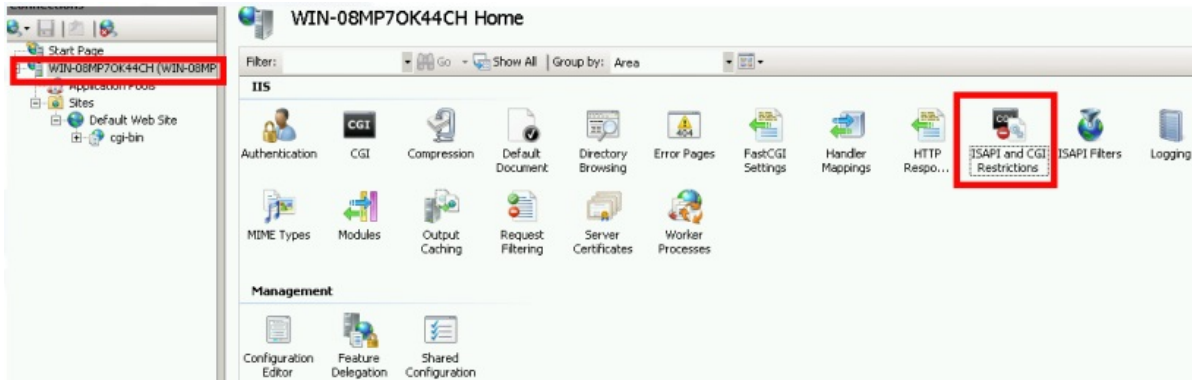 Connections
WIN-08MP7OK44CH Home
Start Page
WIN-08MP7OK44CH (WIN-08MP
Application Pools
Sites
Default Web Site
cgi-bin
Filter: Go Show All Group by: Area
IIS
Authentication CGI Compression Default Document Directory Browsing Error Pages FastCGI Settings Handler Mappings HTTP Respo... ISAPI and CGI Restrictions ISAPI Filters Logging
MIME Types Modules Output Caching Request Filtering Server Certificates Worker Processes
Management
Configuration Editor Feature Delegation Shared Configuration